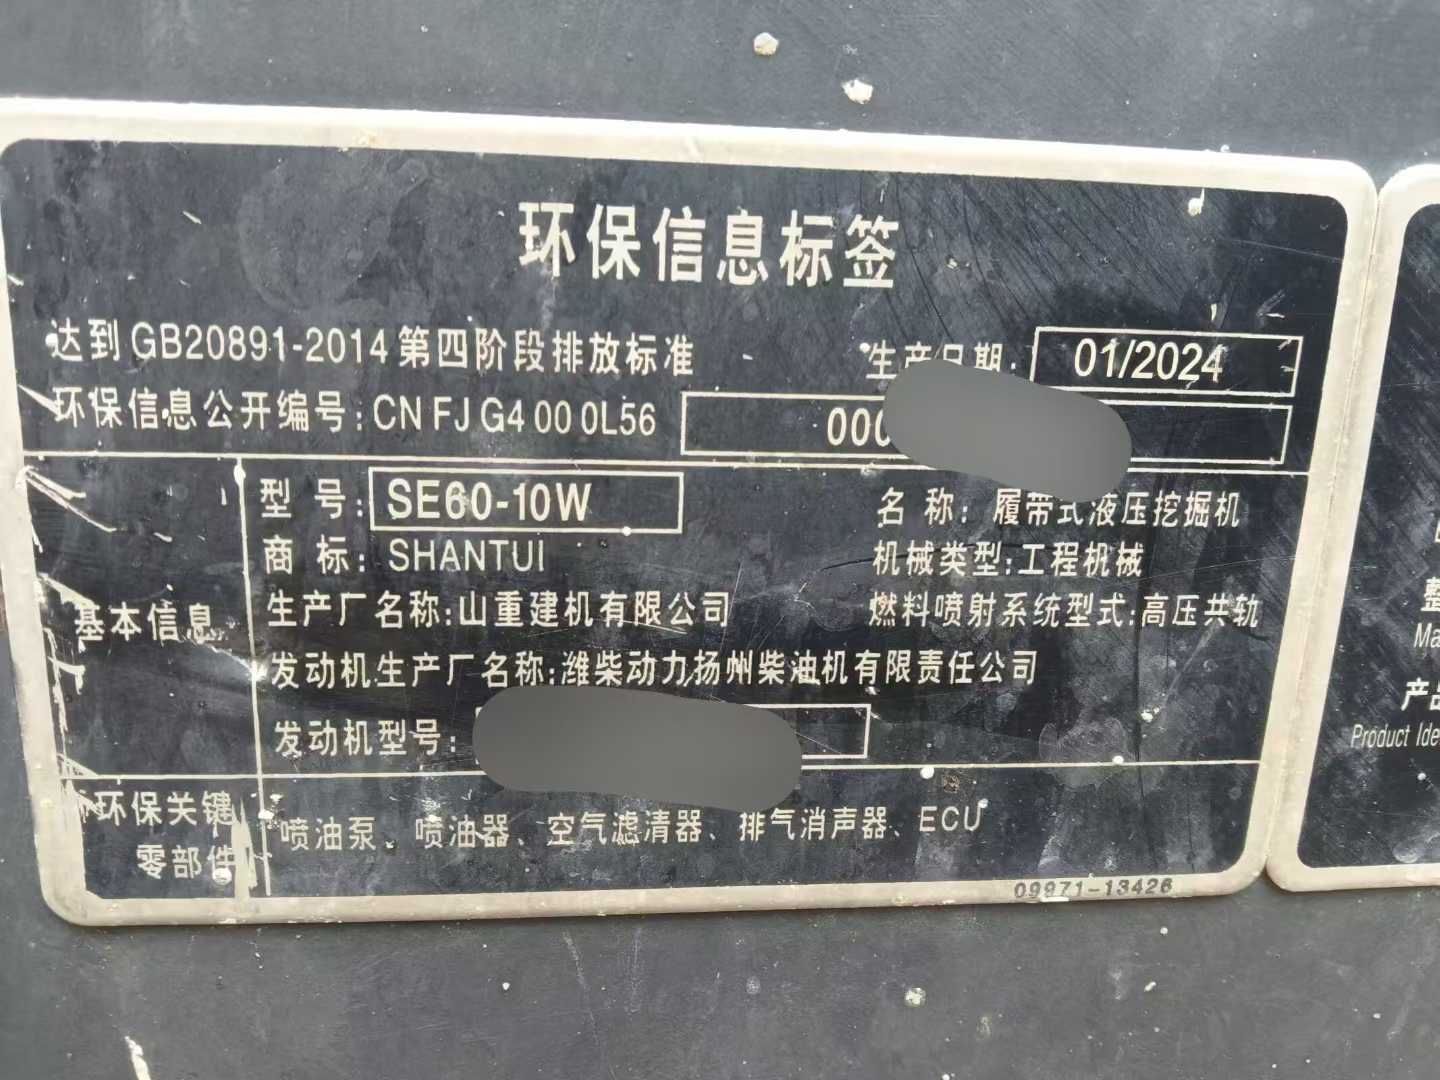 环保信息标签
达到GB20891-2014第四阶段排放标准 生产日期: 01/2024
环保信息公开编号:CN FJ G4 00 0L56 000
基本信息
型 号: SE60-10W 名 称: 履带式液压挖掘机
商 标: SHANTUI 机械类型:工程机械
生产厂名称:山重建机有限公司 燃料喷射系统型式:高压共轨
发动机生产厂名称:潍柴动力扬州柴油机有限责任公司
发动机型号:
环保关键
零部件
喷油泵、喷油器、空气滤清器、排气消声器、ECU
09971-13426
整
Ma
产品
Product Ide